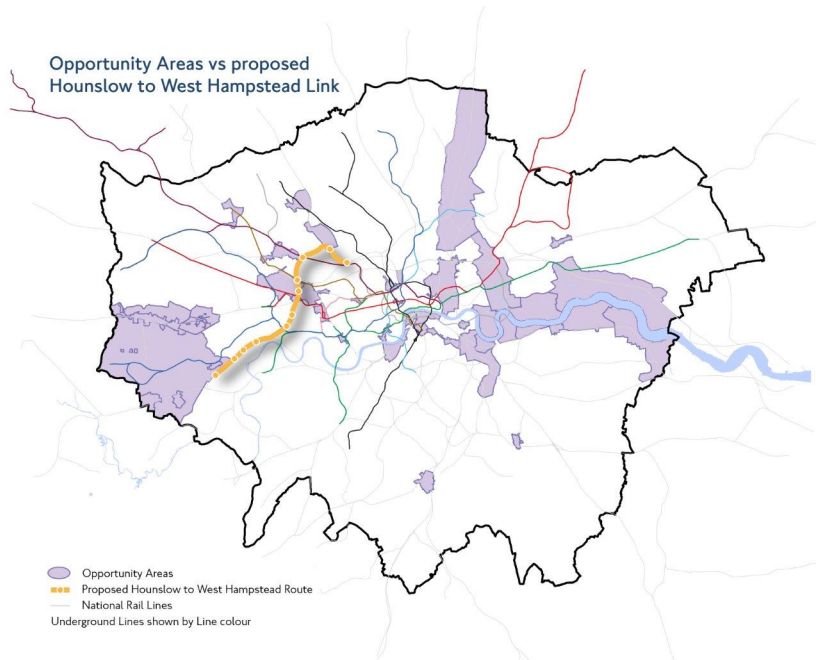 Opportunity Areas vs proposed
Hounslow to West Hampstead Link
Opportunity Areas
Proposed Hounslow to West Hampstead Route
National Rail Lines
Underground Lines shown by Line colour